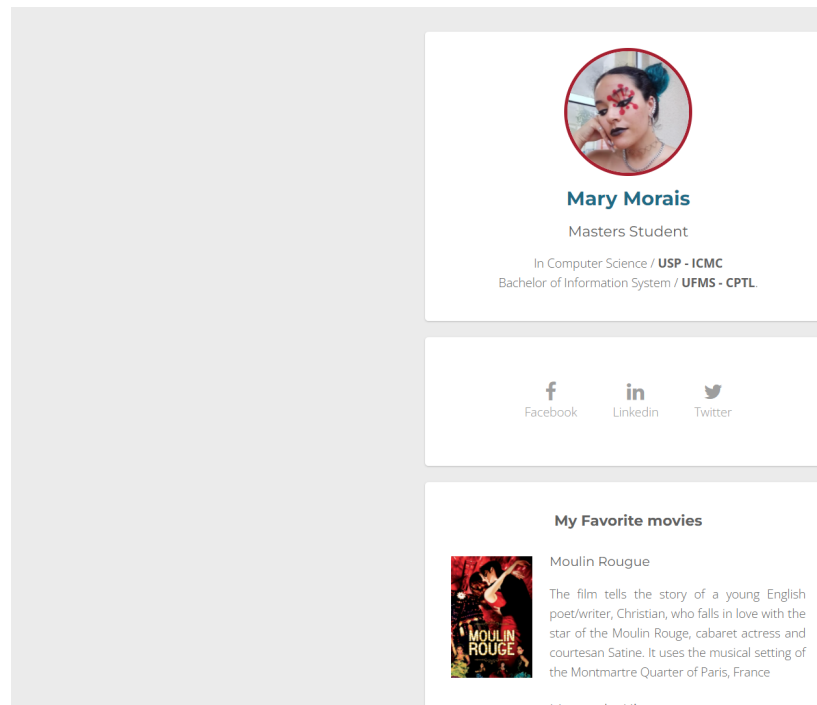 Mary Morais
Masters Student
In Computer Science / USP - ICMC
Bachelor of Information System / UFMS - CPTL.
Facebook
Linkedin
Twitter
My Favorite movies
Moulin Rougue
The film tells the story of a young English
poet/writer, Christian, who falls in love with the
star of the Moulin Rouge, cabaret actress and
courtesan Satine. It uses the musical setting of
the Montmartre Quarter of Paris, France
MOULIN
ROUGE